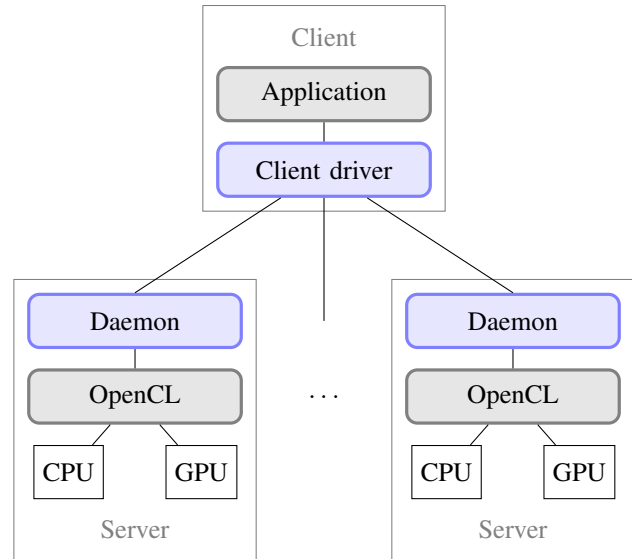 Client
Application
Client driver
Daemon
Daemon
OpenCL
...
OpenCL
CPU
GPU
CPU
GPU
Server
Server